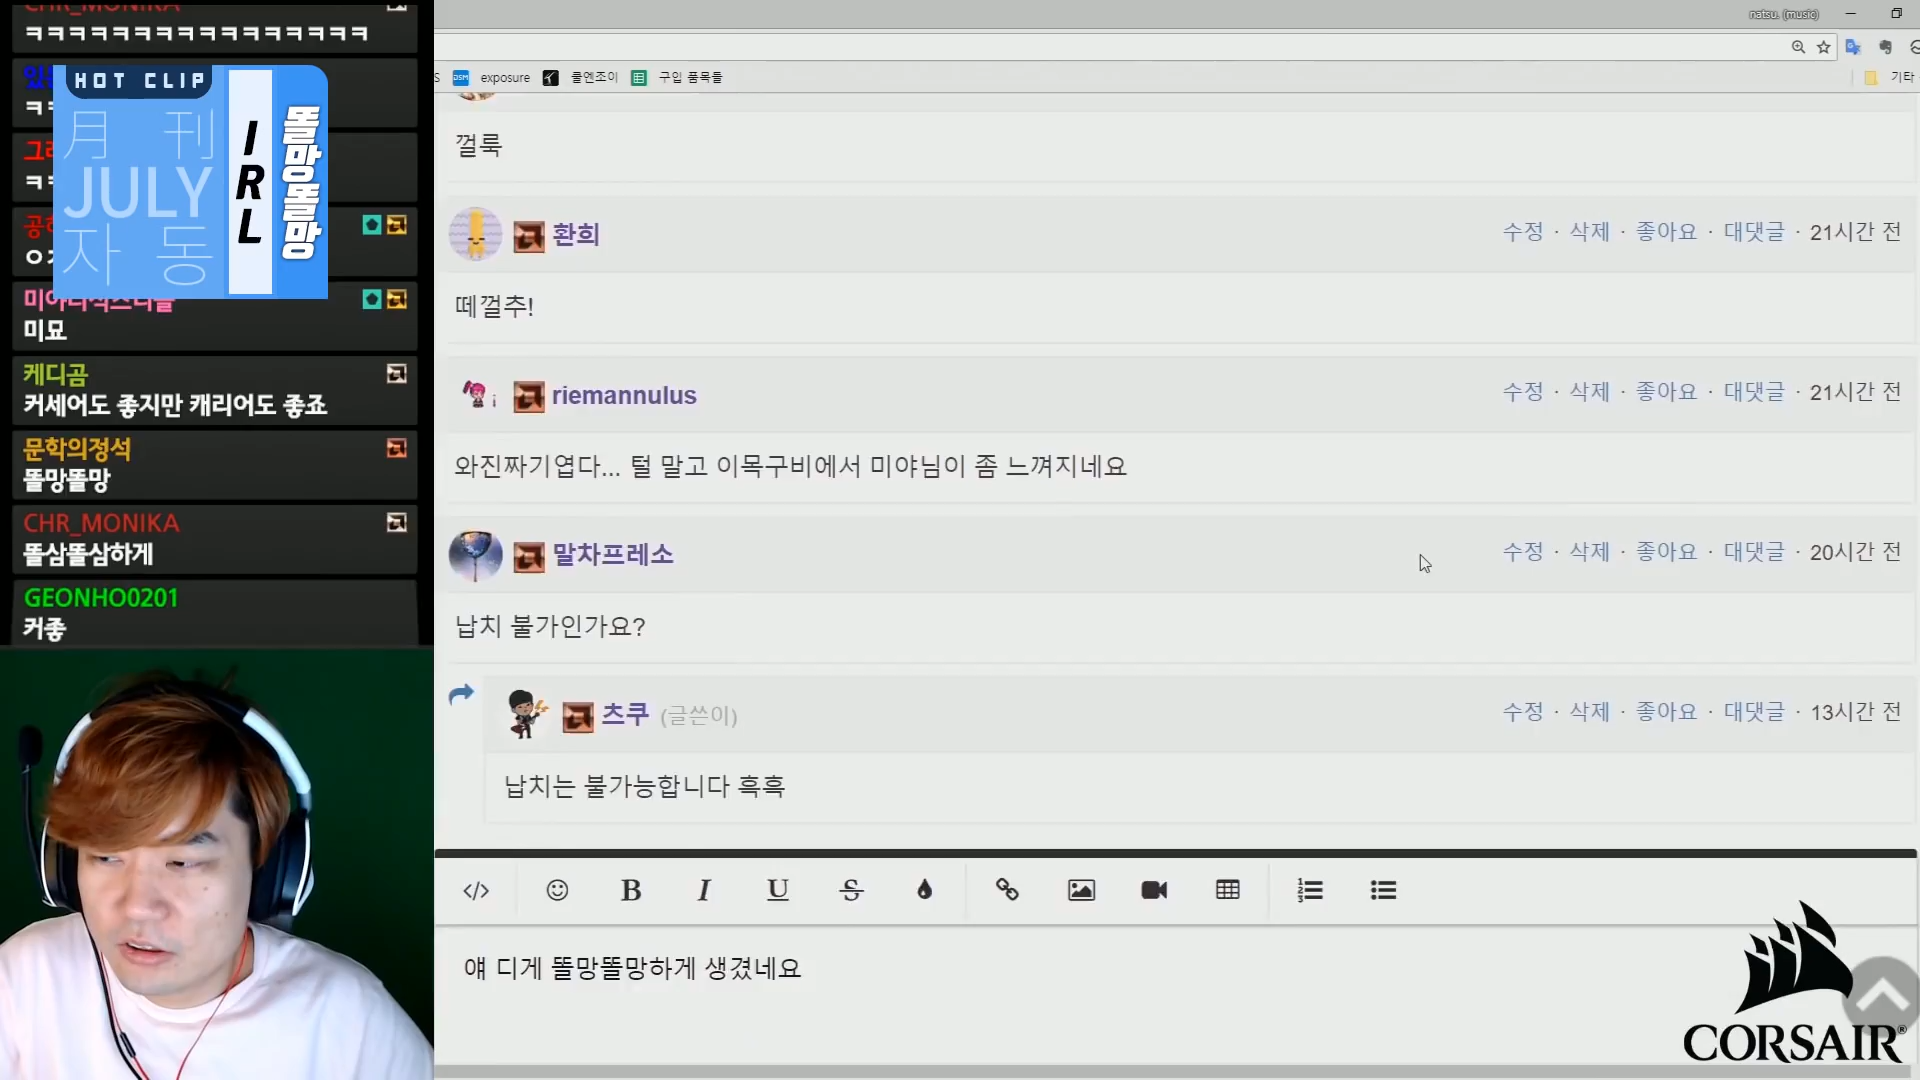 CHR_MONIKA
ㅋㅋㅋㅋㅋㅋㅋㅋㅋㅋㅋㅋㅋㅋㅋㅋ
HOT CLIP
月刊
JULY
자동
IRL
똘망똘망
미묘
케디곰
커세어도 좋지만 캐리어도 좋죠
문학의정석
똘망똘망
CHR_MONIKA
똘삼똘삼하게
GEONHO0201
커좋
natsu. (music)
exposure
쿨엔조이
구입 품목들
기타
껄룩
환희
수정 · 삭제 · 좋아요 · 대댓글 · 21시간 전
떼껄추!
riemannulus
수정 · 삭제 · 좋아요 · 대댓글 · 21시간 전
와진짜기엽다... 털 말고 이목구비에서 미야님이 좀 느껴지네요
말차프레소
수정 · 삭제 · 좋아요 · 대댓글 · 20시간 전
납치 불가인가요?
츠쿠 (글쓴이)
수정 · 삭제 · 좋아요 · 대댓글 · 13시간 전
납치는 불가능합니다 흑흑
얘 디게 똘망똘망하게 생겼네요
CORSAIR®